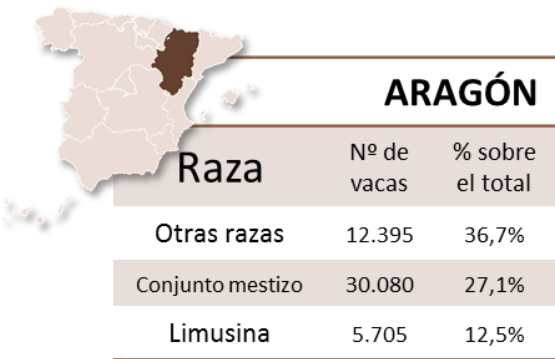 ARAGÓN
Raza Nº de vacas % sobre el total
Otras razas 12.395 36,7%
Conjunto mestizo 30.080 27,1%
Limusina 5.705 12,5%